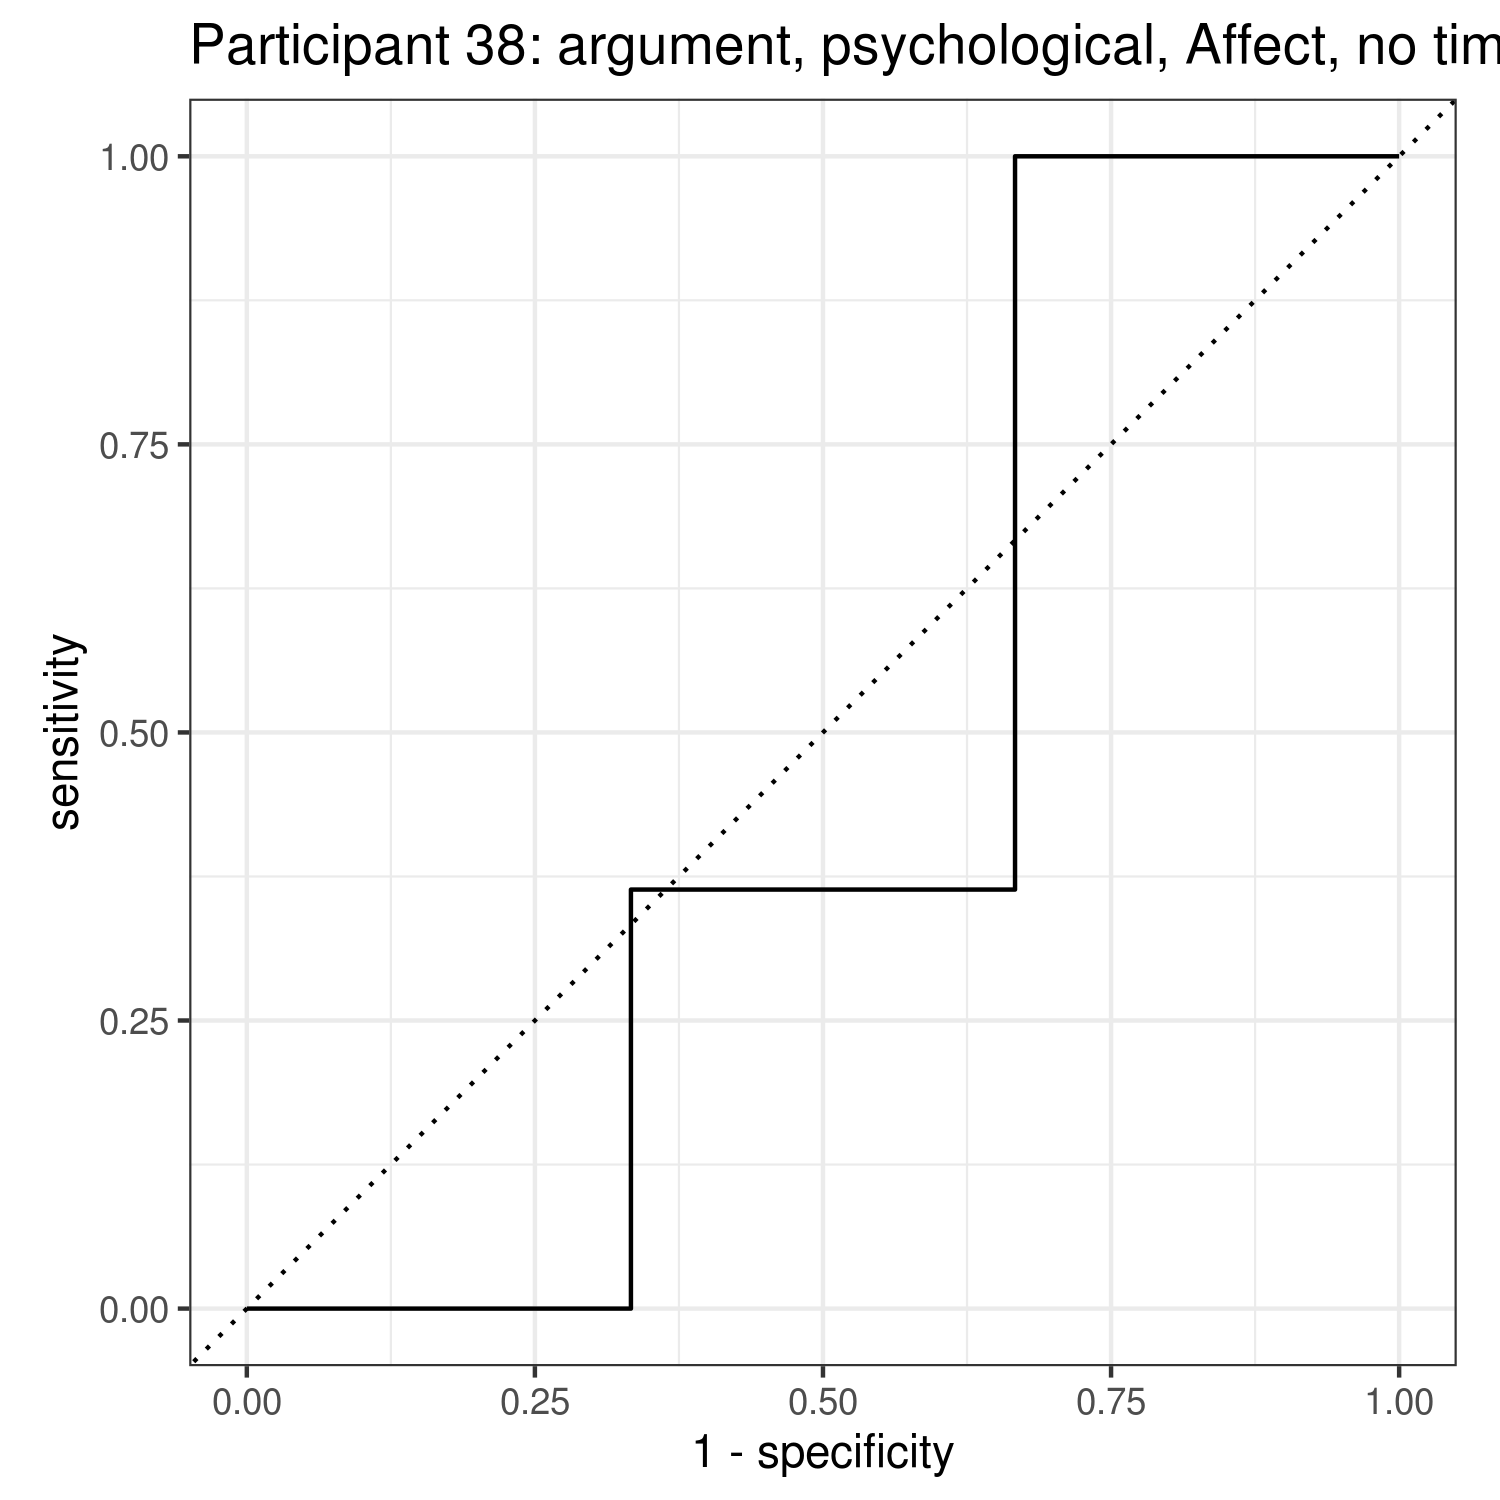 Participant 38: argument, psychological, Affect, no tim
1.00
0.75
0.50
0.25
0.00
sensitivity
0.00 0.25 0.50 0.75 1.00
1 - specificity